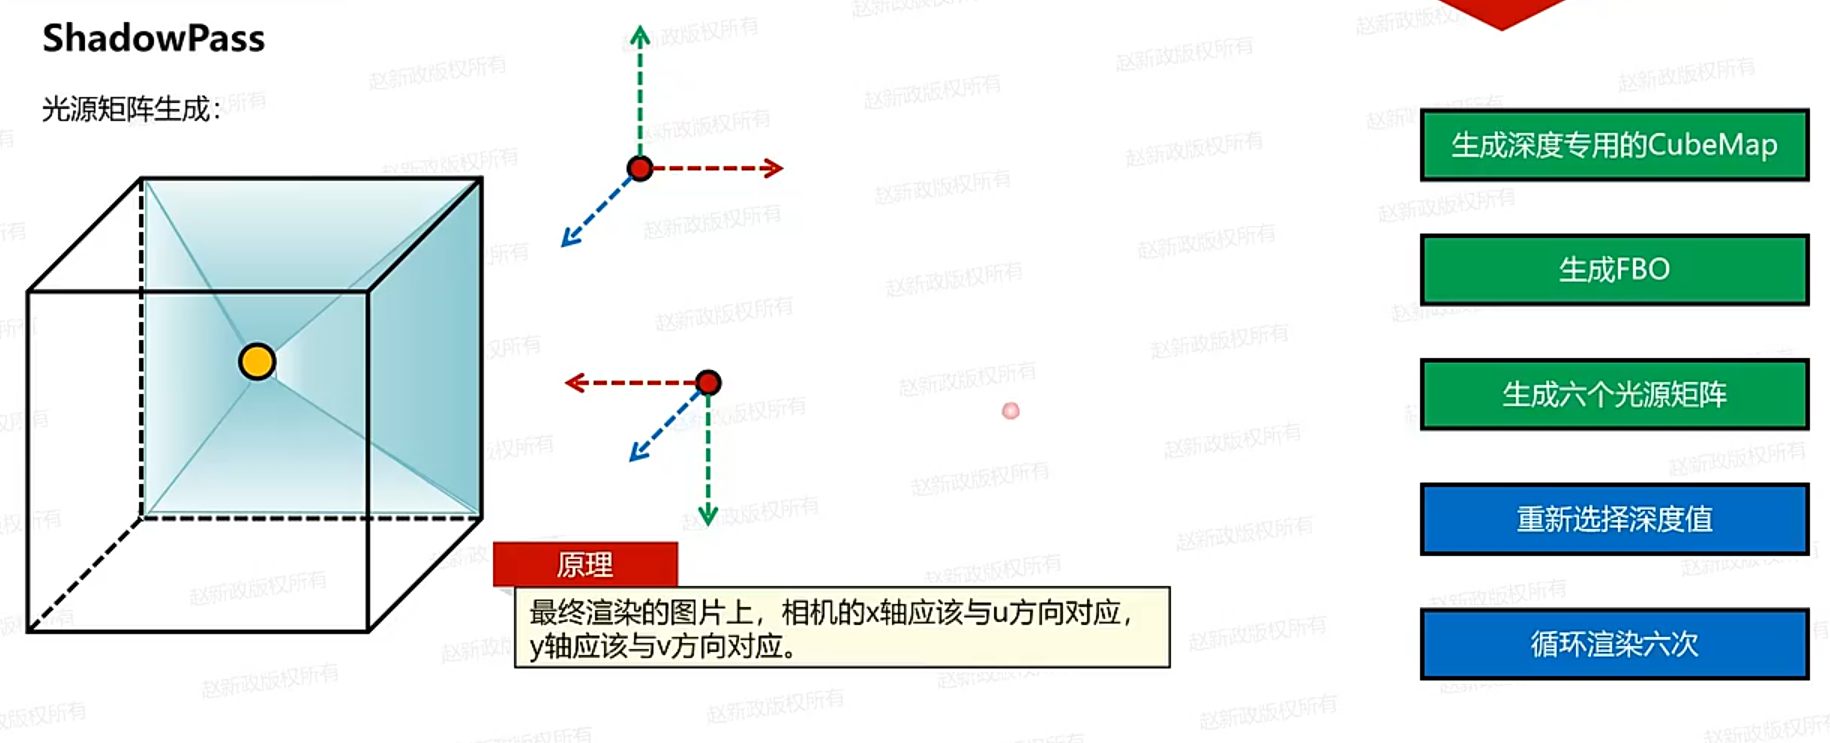 ShadowPass
光源矩阵生成：
生成深度专用的CubeMap
生成FBO
生成六个光源矩阵
重新选择深度值
循环渲染六次
原理
最终渲染的图片上，相机的x轴应该与u方向对应，
y轴应该与v方向对应。
赵新政版权所有